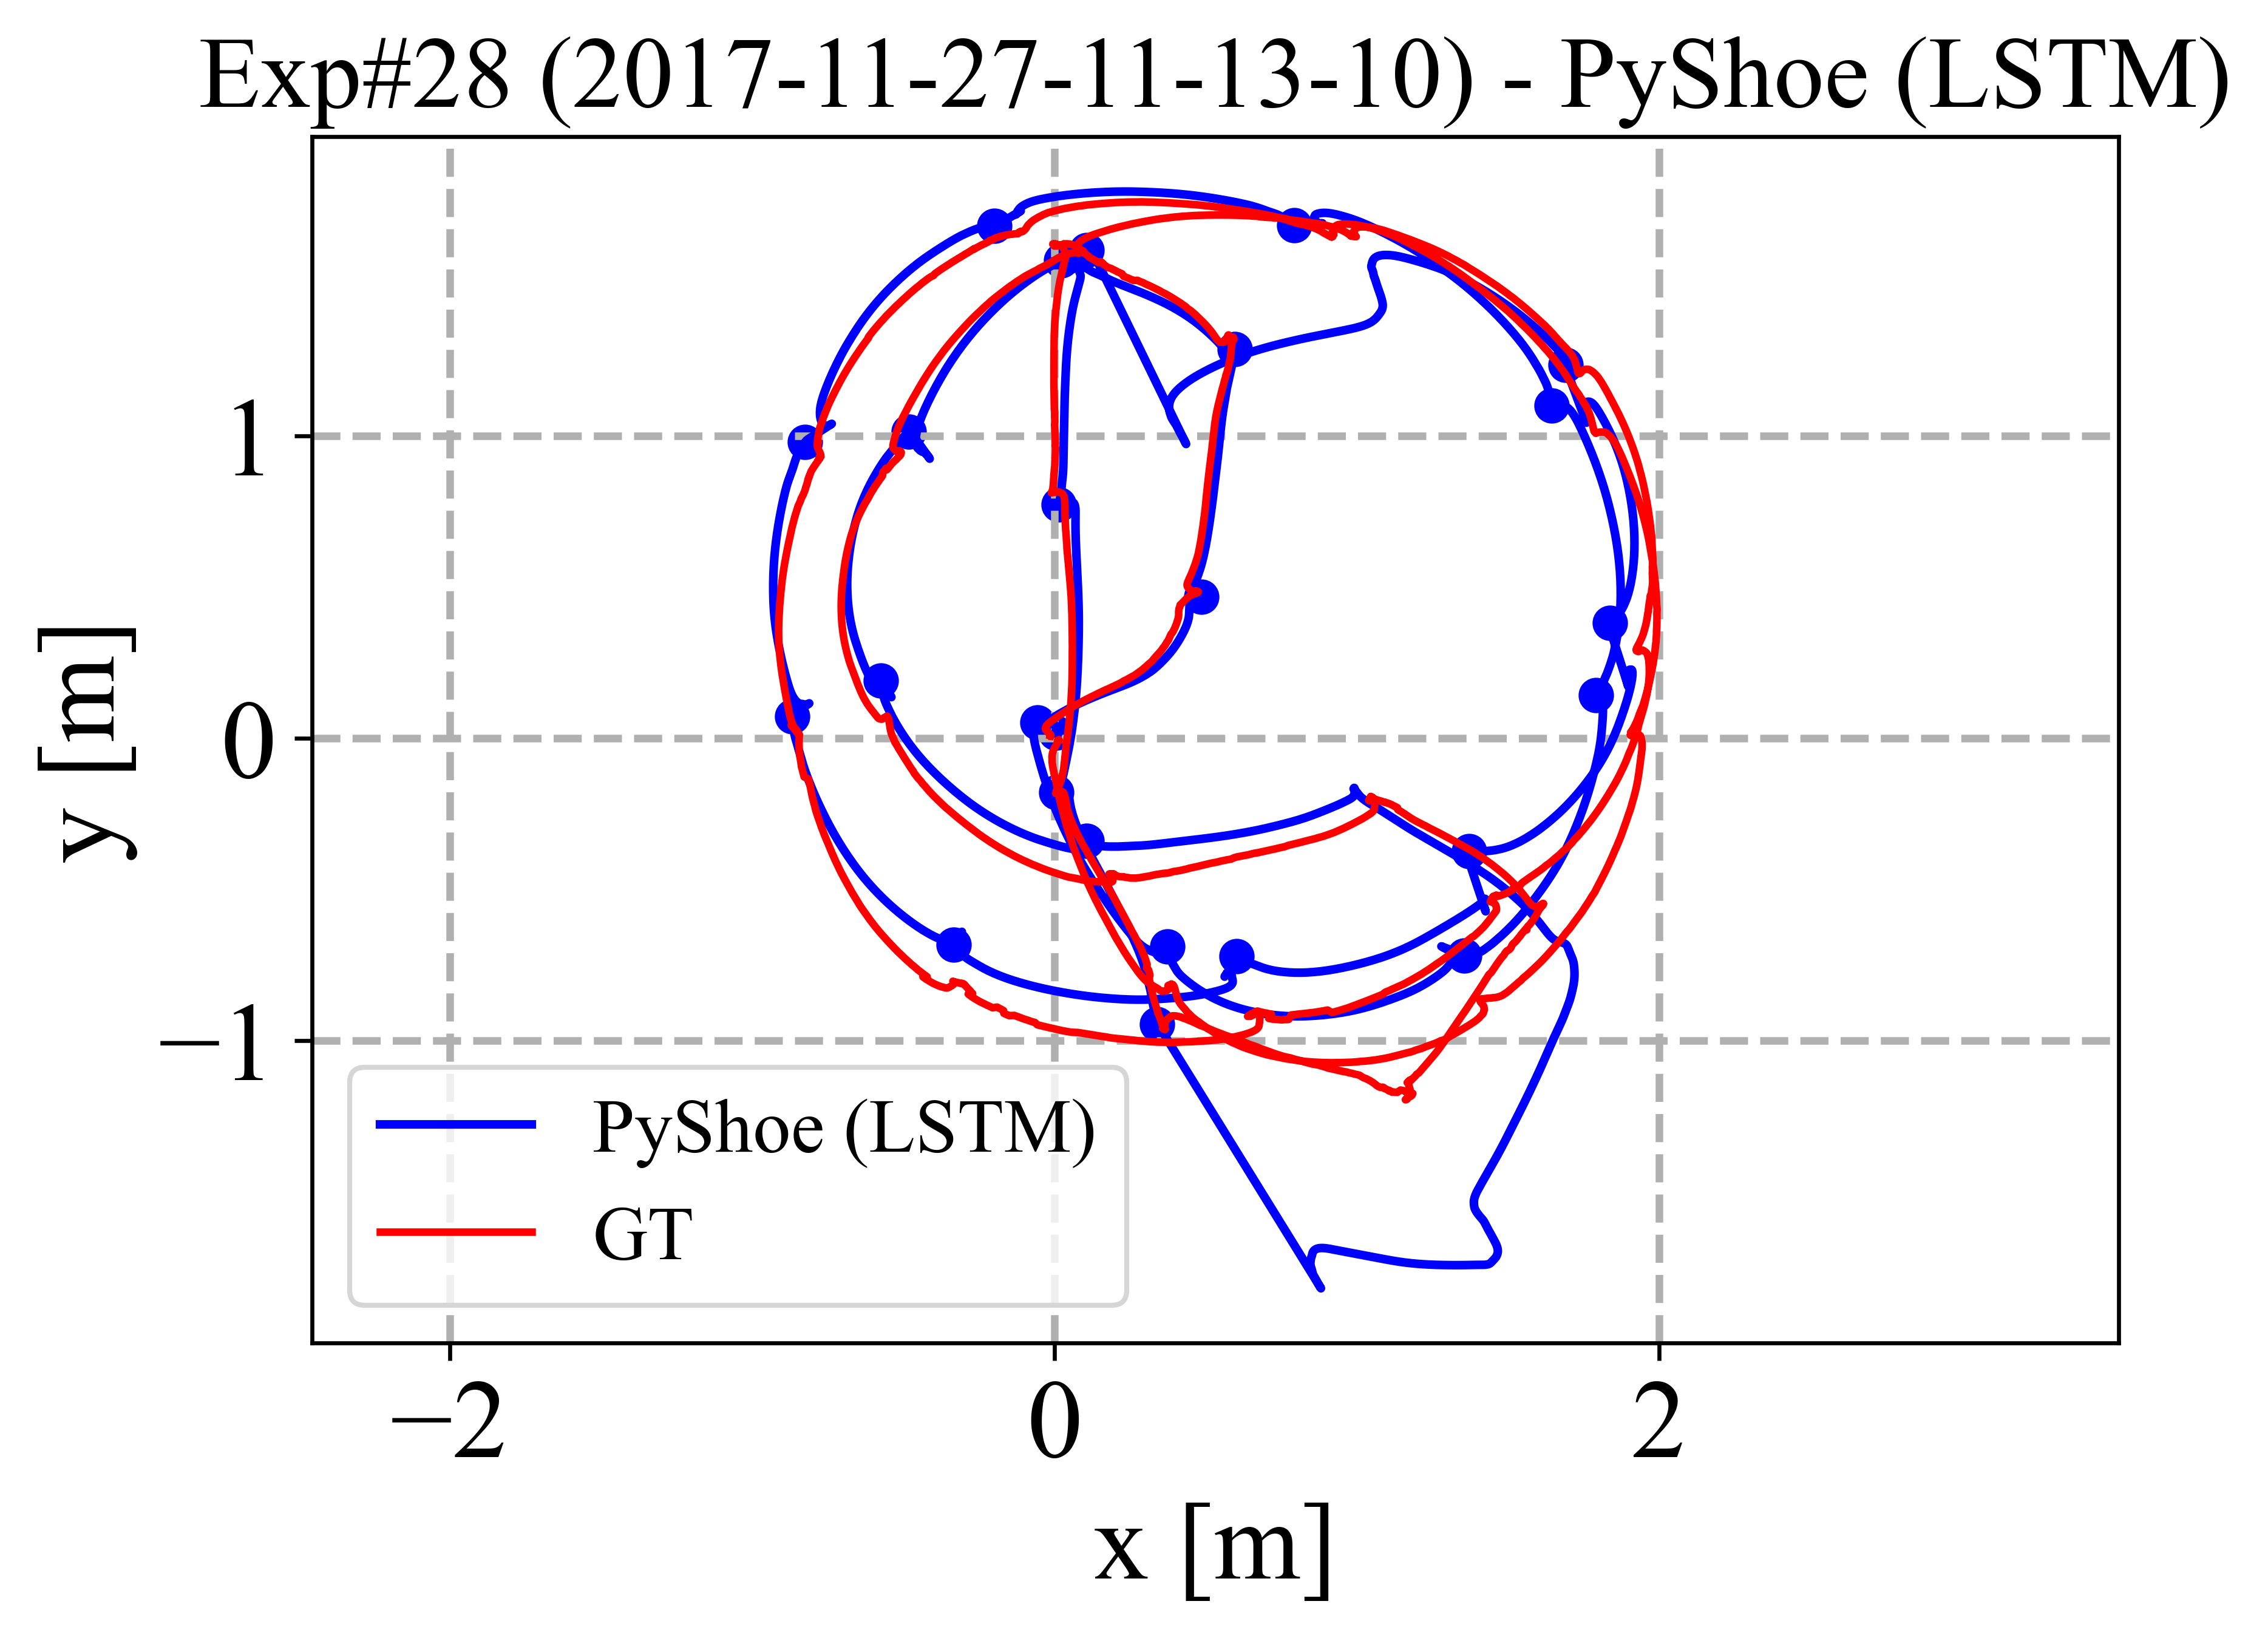 Exp#28 (2017-11-27-11-13-10) - PyShoe (LSTM)
y [m]
1
0
−1
PyShoe (LSTM)
GT
−2 0 2
x [m]